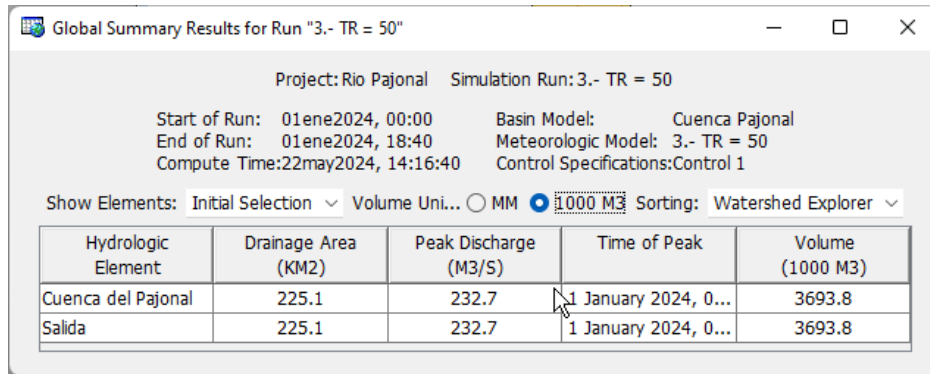 Global Summary Results for Run "3.- TR = 50"
Project: Rio Pajonal Simulation Run: 3.- TR = 50
Start of Run: 01ene2024, 00:00 Basin Model: Cuenca Pajonal
End of Run: 01ene2024, 18:40 Meteorologic Model: 3.- TR = 50
Compute Time:22may2024, 14:16:40 Control Specifications:Control 1
Show Elements: Initial Selection Volume Uni... MM 1000 M3 Sorting: Watershed Explorer
Hydrologic Drainage Area Peak Discharge Time of Peak Volume
Element (KM2) (M3/S) (1000 M3)
Cuenca del Pajonal 225.1 232.7 1 January 2024, 0... 3693.8
Salida 225.1 232.7 1 January 2024, 0... 3693.8